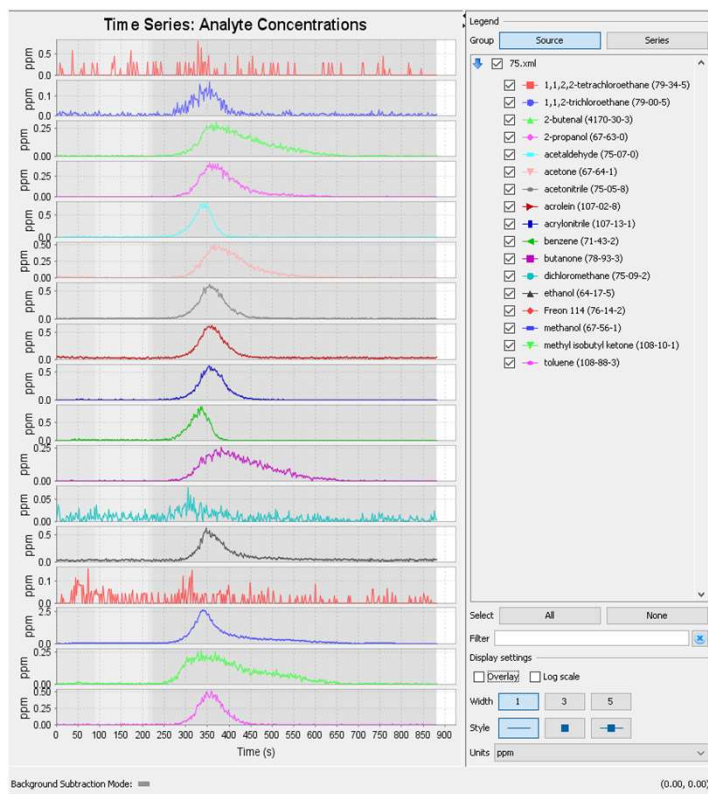 Time Series: Analyte Concentrations
ppm
0.5
0.0
ppm
0.1
0.0
ppm
0.25
0.00
ppm
0.25
0.00
ppm
0.5
0.0
ppm
0.50
0.25
0.00
ppm
0.5
0.0
ppm
0.5
0.0
ppm
0.5
0.0
ppm
0.5
0.0
ppm
0.25
0.00
ppm
0.05
0.00
ppm
0.5
0.0
ppm
0.1
0.0
ppm
2.5
0.0
ppm
0.25
0.00
ppm
0.50
0.25
0.00
0 50 100 150 200 250 300 350 400 450 500 550 600 650 700 750 800 850 900
Time (s)
Legend
Group Source Series
75.xml
1,1,2,2-tetrachloroethane (79-34-5)
1,1,2-trichloroethane (79-00-5)
2-butenal (4170-30-3)
2-propanol (67-63-0)
acetaldehyde (75-07-0)
acetone (67-64-1)
acetonitrile (75-05-8)
acrolein (107-02-8)
acrylonitrile (107-13-1)
benzene (71-43-2)
butanone (78-93-3)
dichloromethane (75-09-2)
ethanol (64-17-5)
Freon 114 (76-14-2)
methanol (67-56-1)
methyl isobutyl ketone (108-10-1)
toluene (108-88-3)
Select All None
Filter
Display settings
Overlay Log scale
Width 1 3 5
Style
Units ppm
Background Subtraction Mode:
(0.00, 0.00)